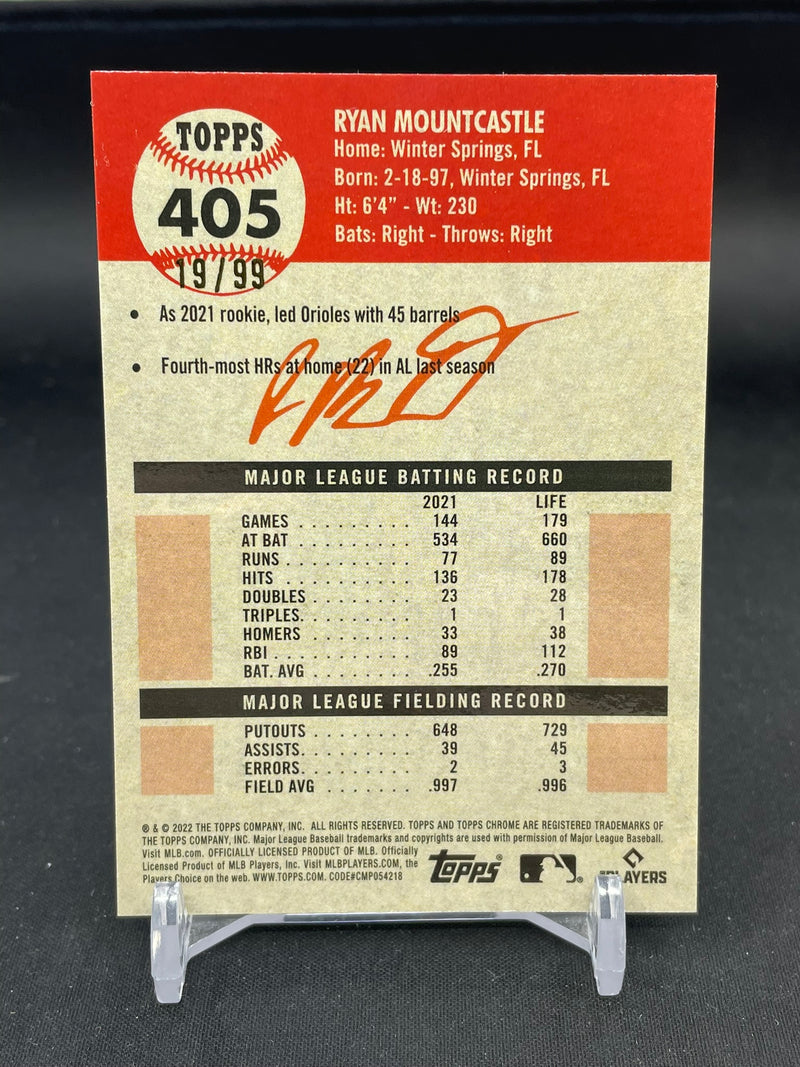 TOPPS
405
19/99
RYAN MOUNTCASTLE
Home: Winter Springs, FL
Born: 2-18-97, Winter Springs, FL
Ht: 6'4" - Wt: 230
Bats: Right - Throws: Right
• As 2021 rookie, led Orioles with 45 barrels
• Fourth-most HRs at home (22) in AL last season
MAJOR LEAGUE BATTING RECORD
2021 LIFE
GAMES . . . . . . . . . 144 179
AT BAT . . . . . . . . . 534 660
RUNS . . . . . . . . . . 77 89
HITS . . . . . . . . . . 136 178
DOUBLES . . . . . . . . 23 28
TRIPLES. . . . . . . . . 1 1
HOMERS . . . . . . . . 33 38
RBI . . . . . . . . . . . 89 112
BAT. AVG . . . . . . . . .255 .270
MAJOR LEAGUE FIELDING RECORD
PUTOUTS . . . . . . . . 648 729
ASSISTS. . . . . . . . . 39 45
ERRORS. . . . . . . . . 2 3
FIELD AVG . . . . . . . .997 .996
® & © 2022 THE TOPPS COMPANY, INC. ALL RIGHTS RESERVED. TOPPS AND TOPPS CHROME ARE REGISTERED TRADEMARKS OF
THE TOPPS COMPANY, INC. Major League Baseball trademarks and copyrights are used with permission of Major League Baseball.
Visit MLB.com. OFFICIALLY LICENSED PRODUCT OF MLB. Officially
Licensed Product of MLB Players, Inc. Visit MLBPLAYERS.COM, the
Players Choice on the web. WWW.TOPPS.COM. CODE#CMP054218
Topps
PLAYERS